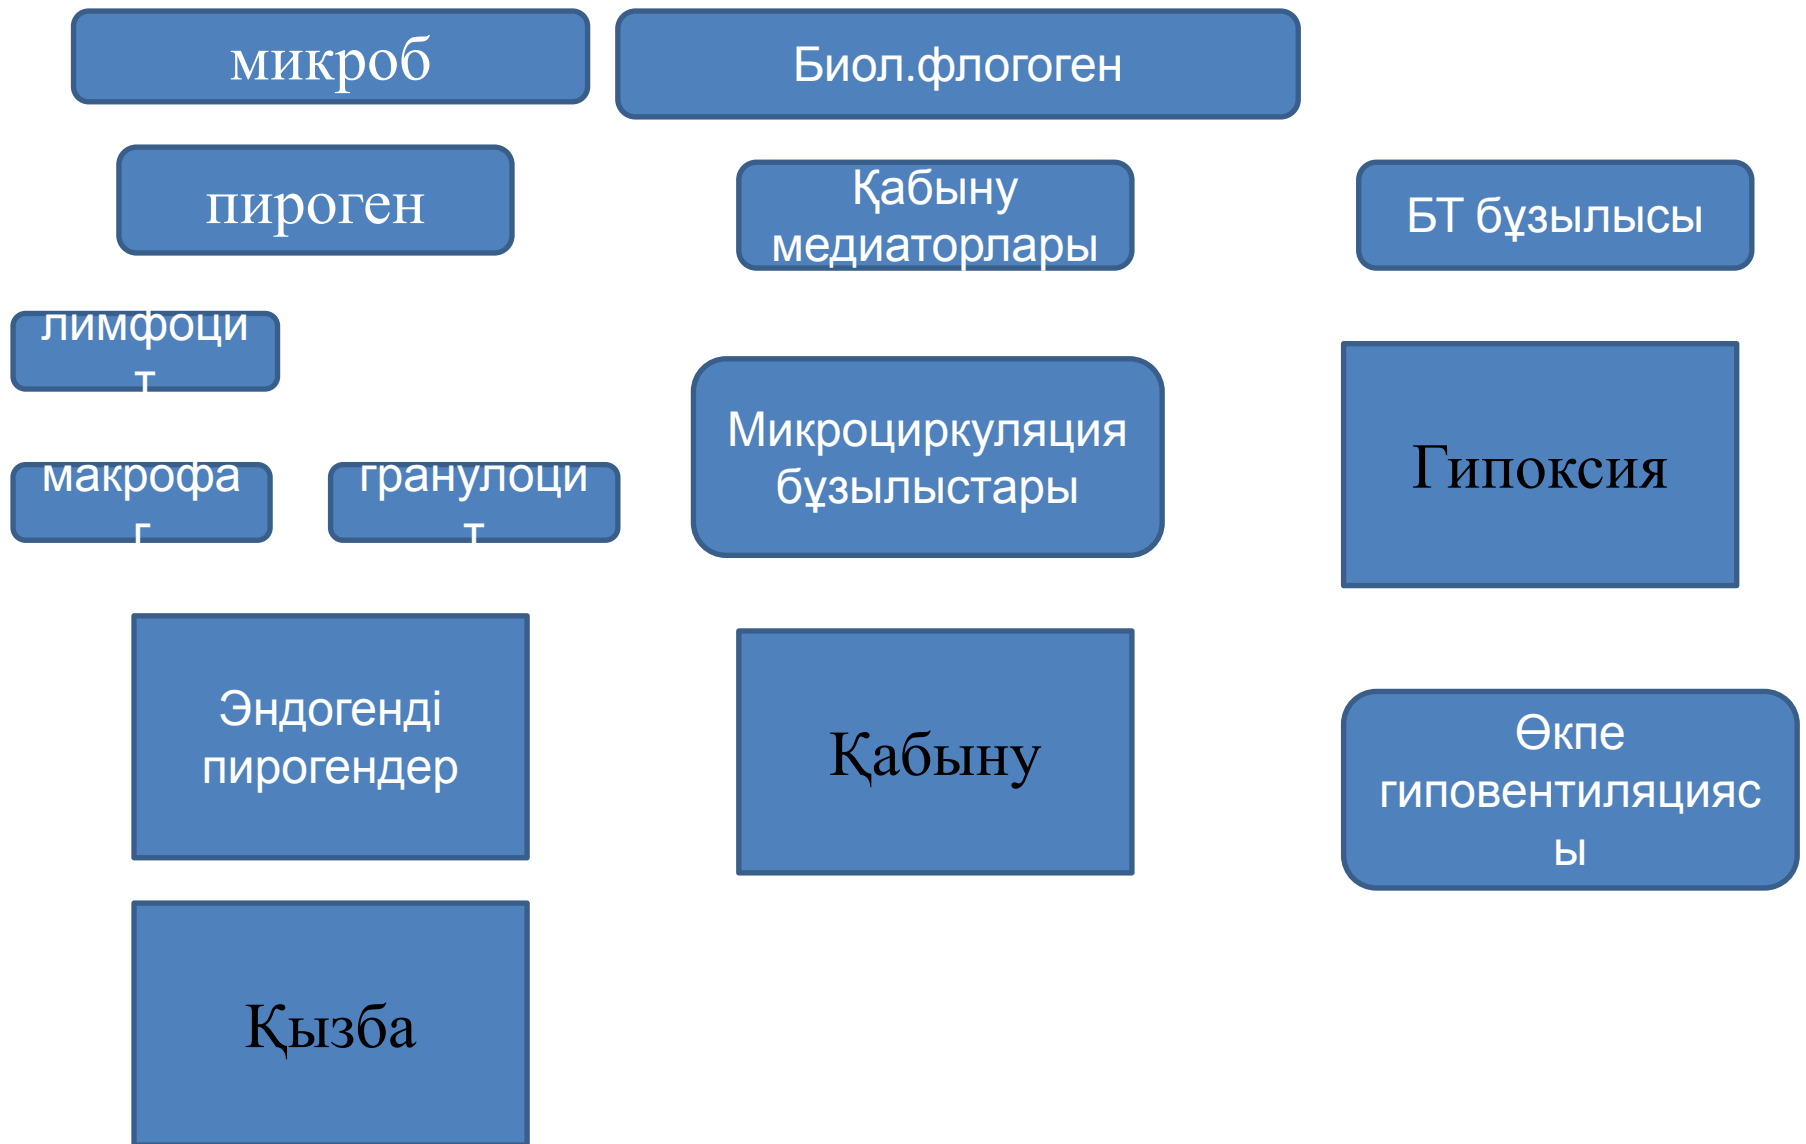 микроб
Биол.флогоген
пироген
Қабыну
медиаторлары
БТ бұзылысы
лимфоци
т
макрофа
г
гранулоци
т
Микроциркуляция
бұзылыстары
Гипоксия
Эндогенді
пирогендер
Қабыну
Өкпе
гиповентиляцияс
ы
Қызба